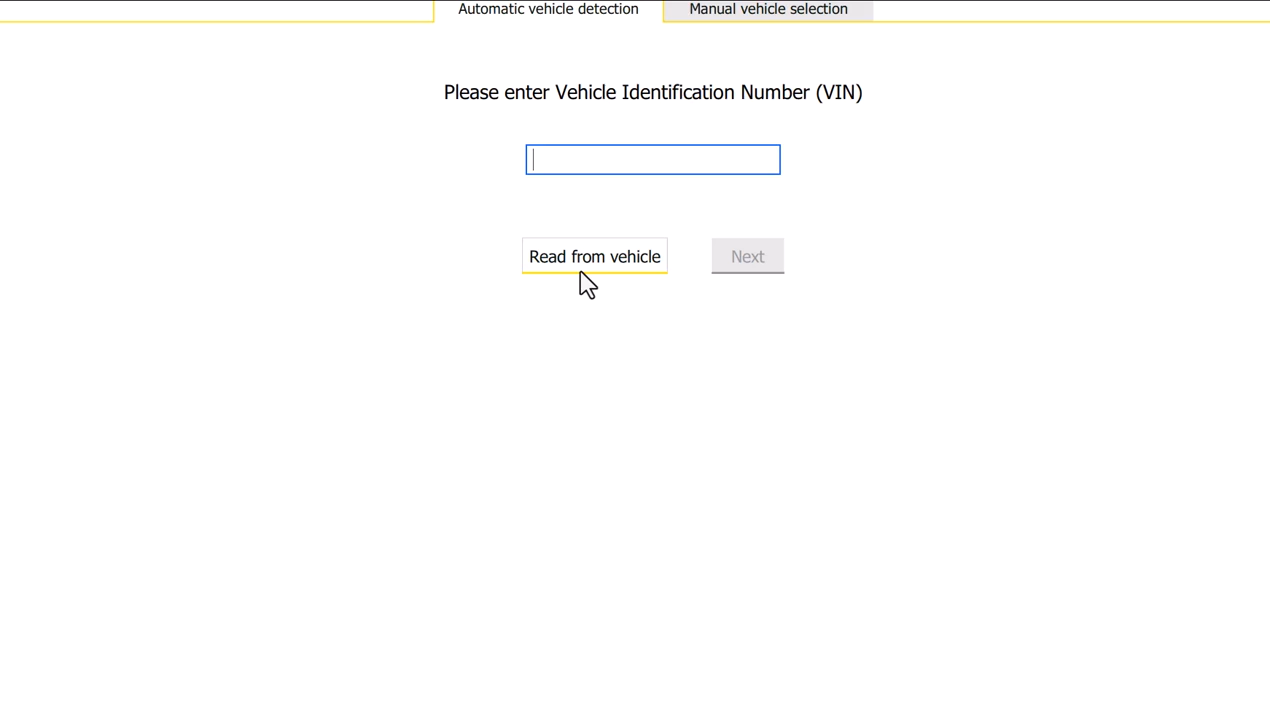 Automatic vehicle detection
Manual vehicle selection
Please enter Vehicle Identification Number (VIN)
Read from vehicle
Next